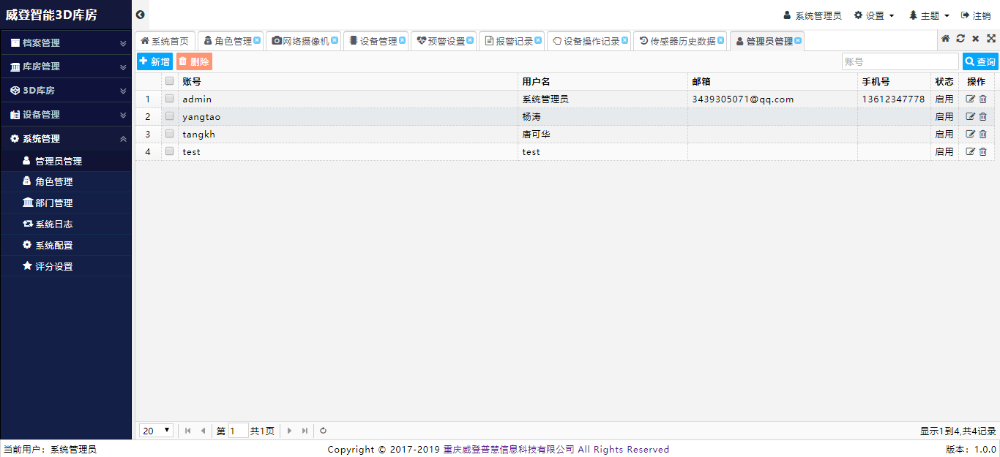 威登智能3D库房
系统管理员 设置 主题 注销
档案管理
库房管理
3D库房
设备管理
系统管理
管理员管理
角色管理
部门管理
系统日志
系统配置
评分设置
系统首页 角色管理 网络摄像机 设备管理 预警设置 报警记录 设备操作记录 传感器历史数据 管理员管理
新增 删除 账号 查询
账号 用户名 邮箱 手机号 状态 操作
1 admin 系统管理员 3439305071@qq.com 13612347778 启用
2 yangtao 杨涛 启用
3 tangkh 唐可华 启用
4 test test 启用
20 第 1 共1页 显示1到4,共4记录
当前用户：系统管理员 Copyright © 2017-2019 重庆威登普慧信息科技有限公司 All Rights Reserved 版本：1.0.0